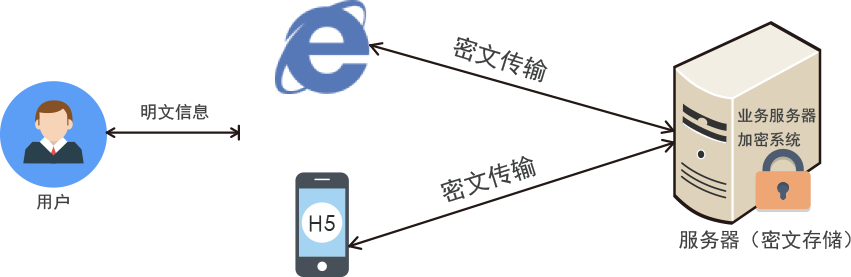 密文传输
明文信息
业务服务器
加密系统
用户
密文传输
H5
服务器（密文存储）